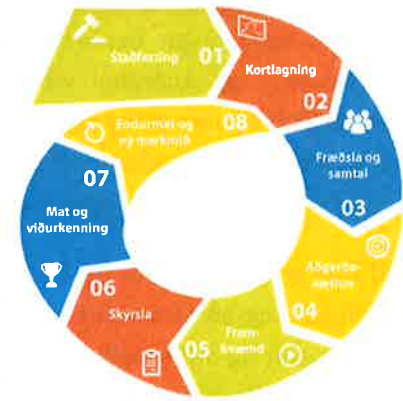 Staðfesting
01
Kortlagning
02
Fræðsla og
samtal
03
Aðgerða-
áætlun
04
Fram-
kvæmd
05
Skýrsla
06
Mat og
viðurkenning
07
Endurmat og
ný markmið
08